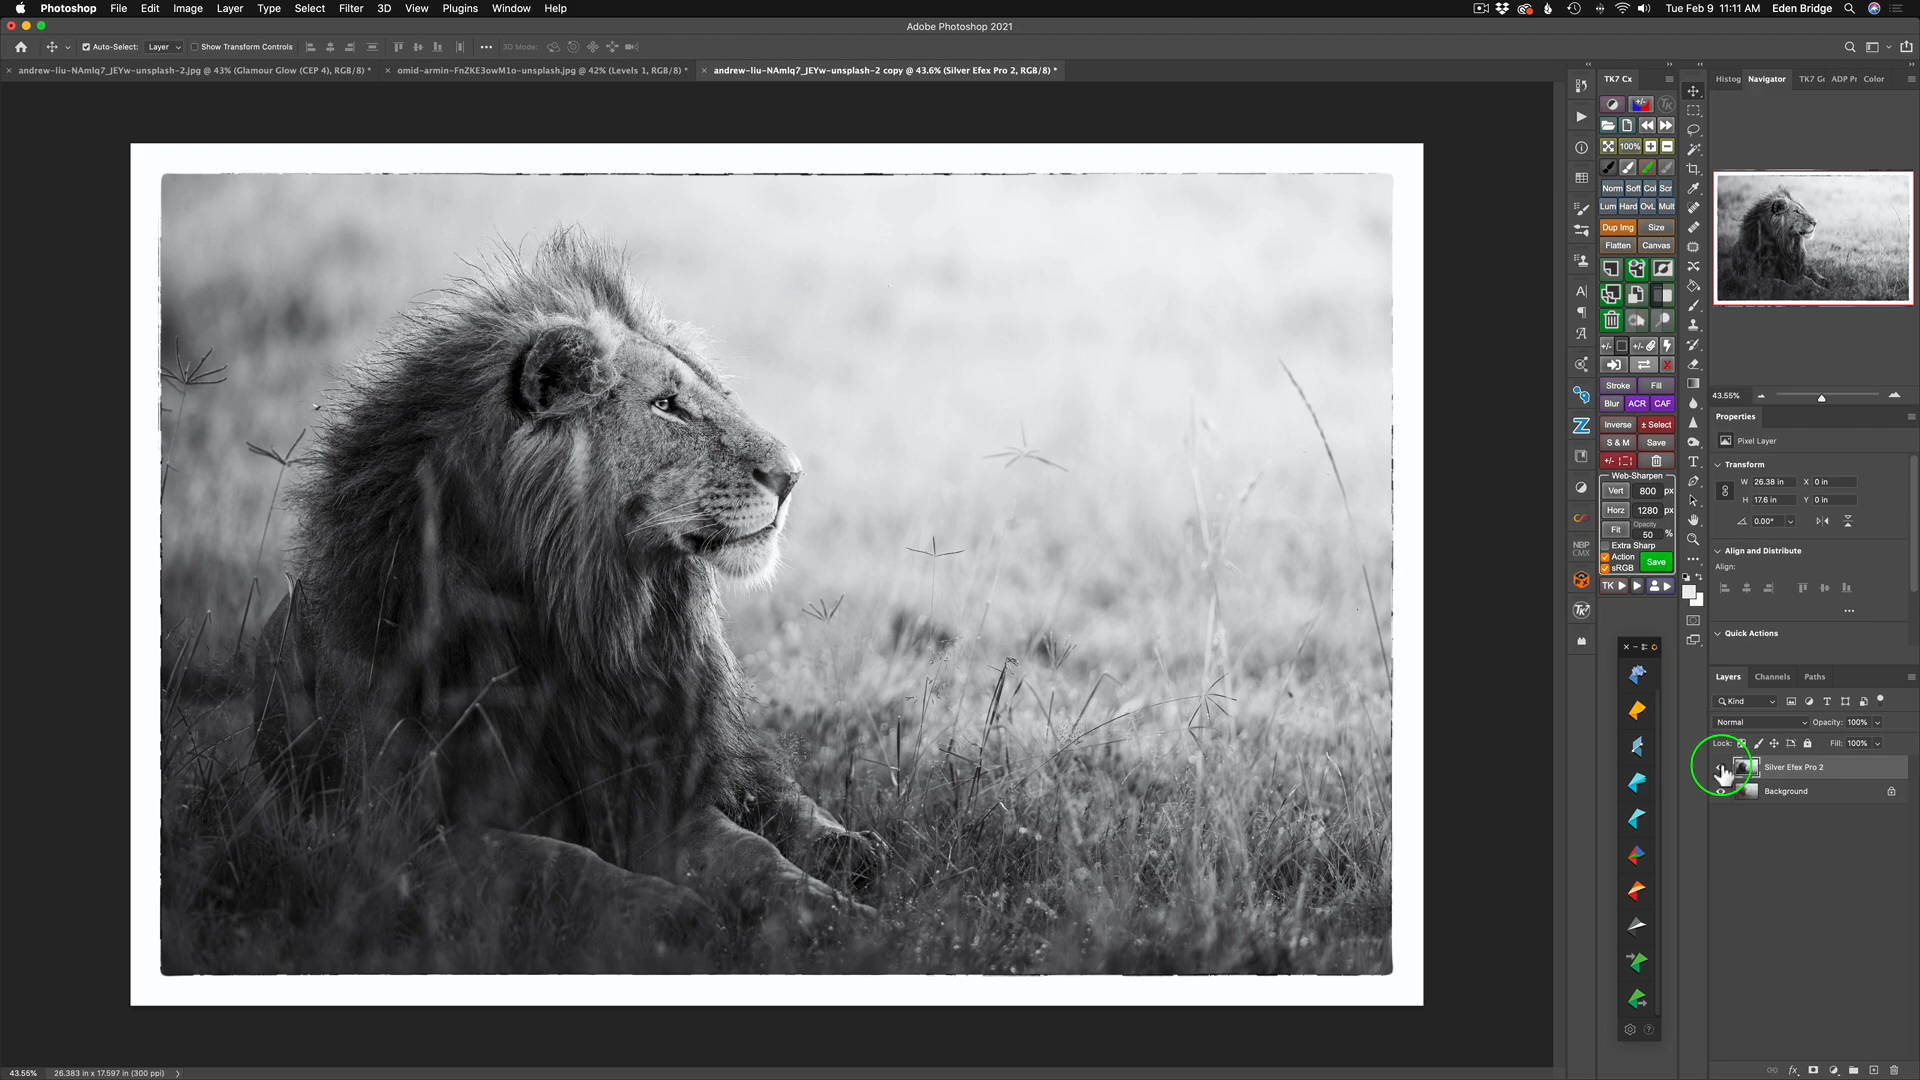 Photoshop File Edit Image Layer Type Select Filter 3D View Plugins Window Help
Tue Feb 9 11:11 AM Eden Bridge
Adobe Photoshop 2021
Auto-Select: Layer Show Transform Controls 3D Mode:
andrew-liu-NAmlq7_JEYw-unsplash-2.jpg @ 43% (Glamour Glow (CEP 4), RGB/8) *
omid-armin-FnZKE3owM1o-unsplash.jpg @ 42% (Levels 1, RGB/8) *
andrew-liu-NAmlq7_JEYw-unsplash-2 copy @ 43.6% (Silver Efex Pro 2, RGB/8) *
TK7 Cx
100%
Norm Soft Col Scr
Lum Hard OvL Mult
Dup Img Size
Flatten Canvas
Stroke Fill
Blur ACR CAF
Inverse ± Select
S & M Save
Web-Sharpen
Vert 800 px
Horz 1280 px
Fit Opacity 50 %
Extra Sharp
Action
sRGB Save
TK
NBP
CMX
Histog Navigator TK7 Gc ADP Pr Color
43.55%
Properties
Pixel Layer
Transform
W 26.38 in X 0 in
H 17.6 in Y 0 in
0.00°
Align and Distribute
Align:
Quick Actions
Layers Channels Paths
Kind
Normal Opacity: 100%
Lock: Fill: 100%
Silver Efex Pro 2
Background
43.55% 26.383 in x 17.597 in (300 ppi)